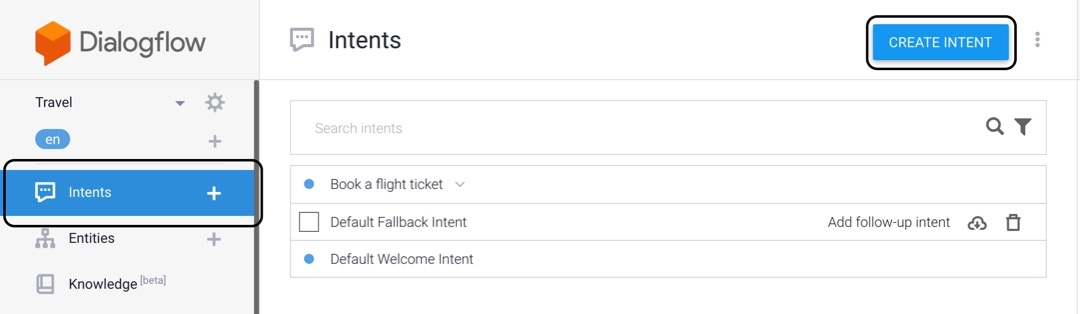 Dialogflow
Travel
en
Intents
Entities
Knowledge [beta]
Intents
CREATE INTENT
Search intents
Book a flight ticket
Default Fallback Intent Add follow-up intent
Default Welcome Intent